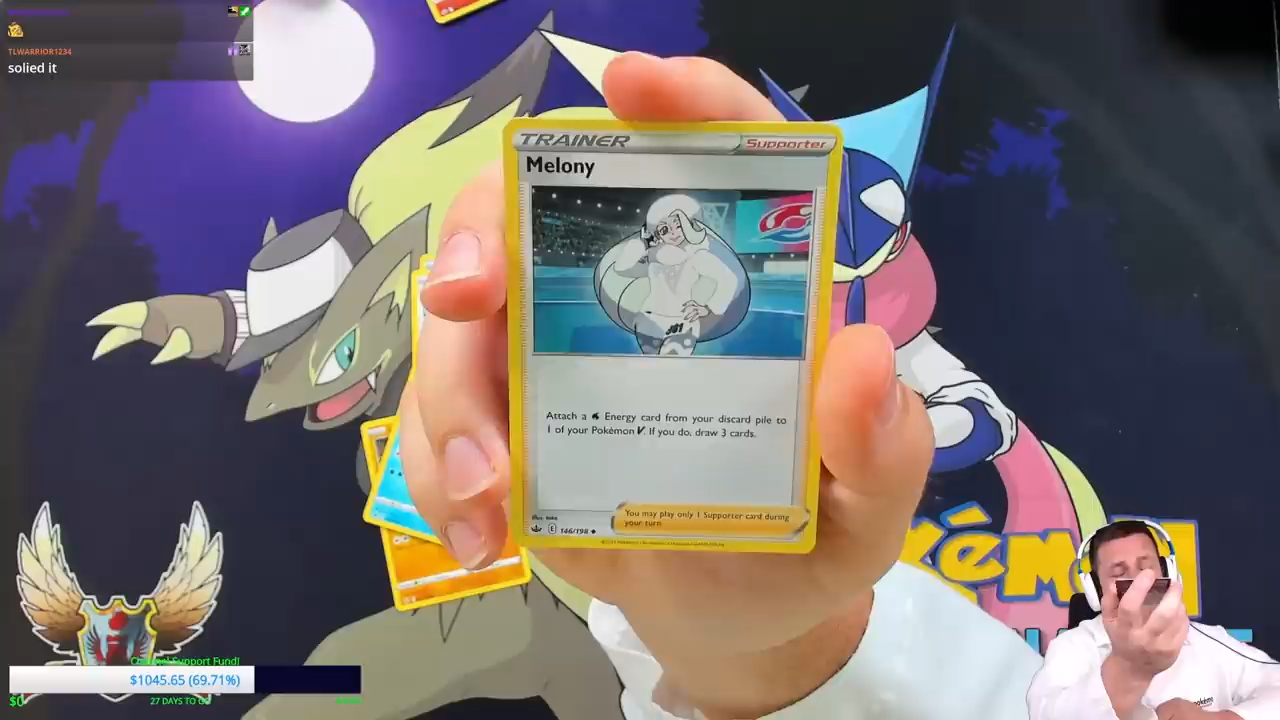 TLWARRIOR1234
solied it
TRAINER
Supporter
Melony
Attach a Energy card from your discard pile to
1 of your Pokémon V. If you do, draw 3 cards.
You may play only 1 Supporter card during
your turn.
E 146/198
$1045.65 (69.71%)
$0
27 DAYS TO GO